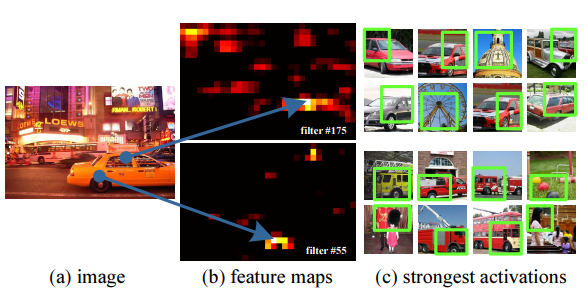 LOEWS
filter #175
filter #55
(a) image
(b) feature maps
(c) strongest activations